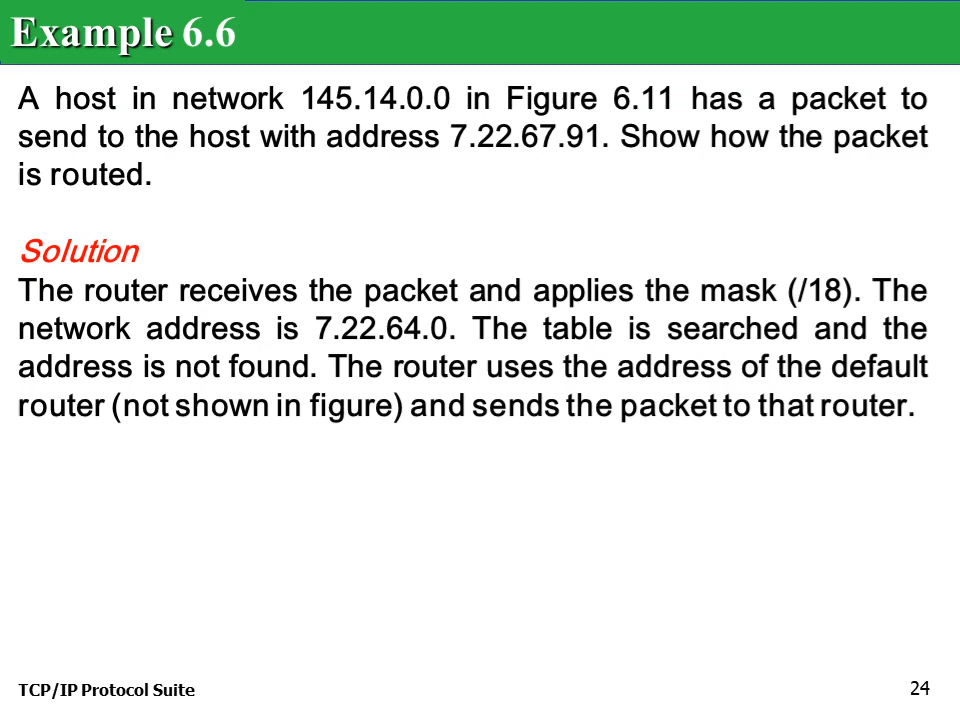 Example 6.6
A host in network 145.14.0.0 in Figure 6.11 has a packet to
send to the host with address 7.22.67.91. Show how the packet
is routed.
Solution
The router receives the packet and applies the mask (/18). The
network address is 7.22.64.0. The table is searched and the
address is not found. The router uses the address of the default
router (not shown in figure) and sends the packet to that router.
TCP/IP Protocol Suite
24